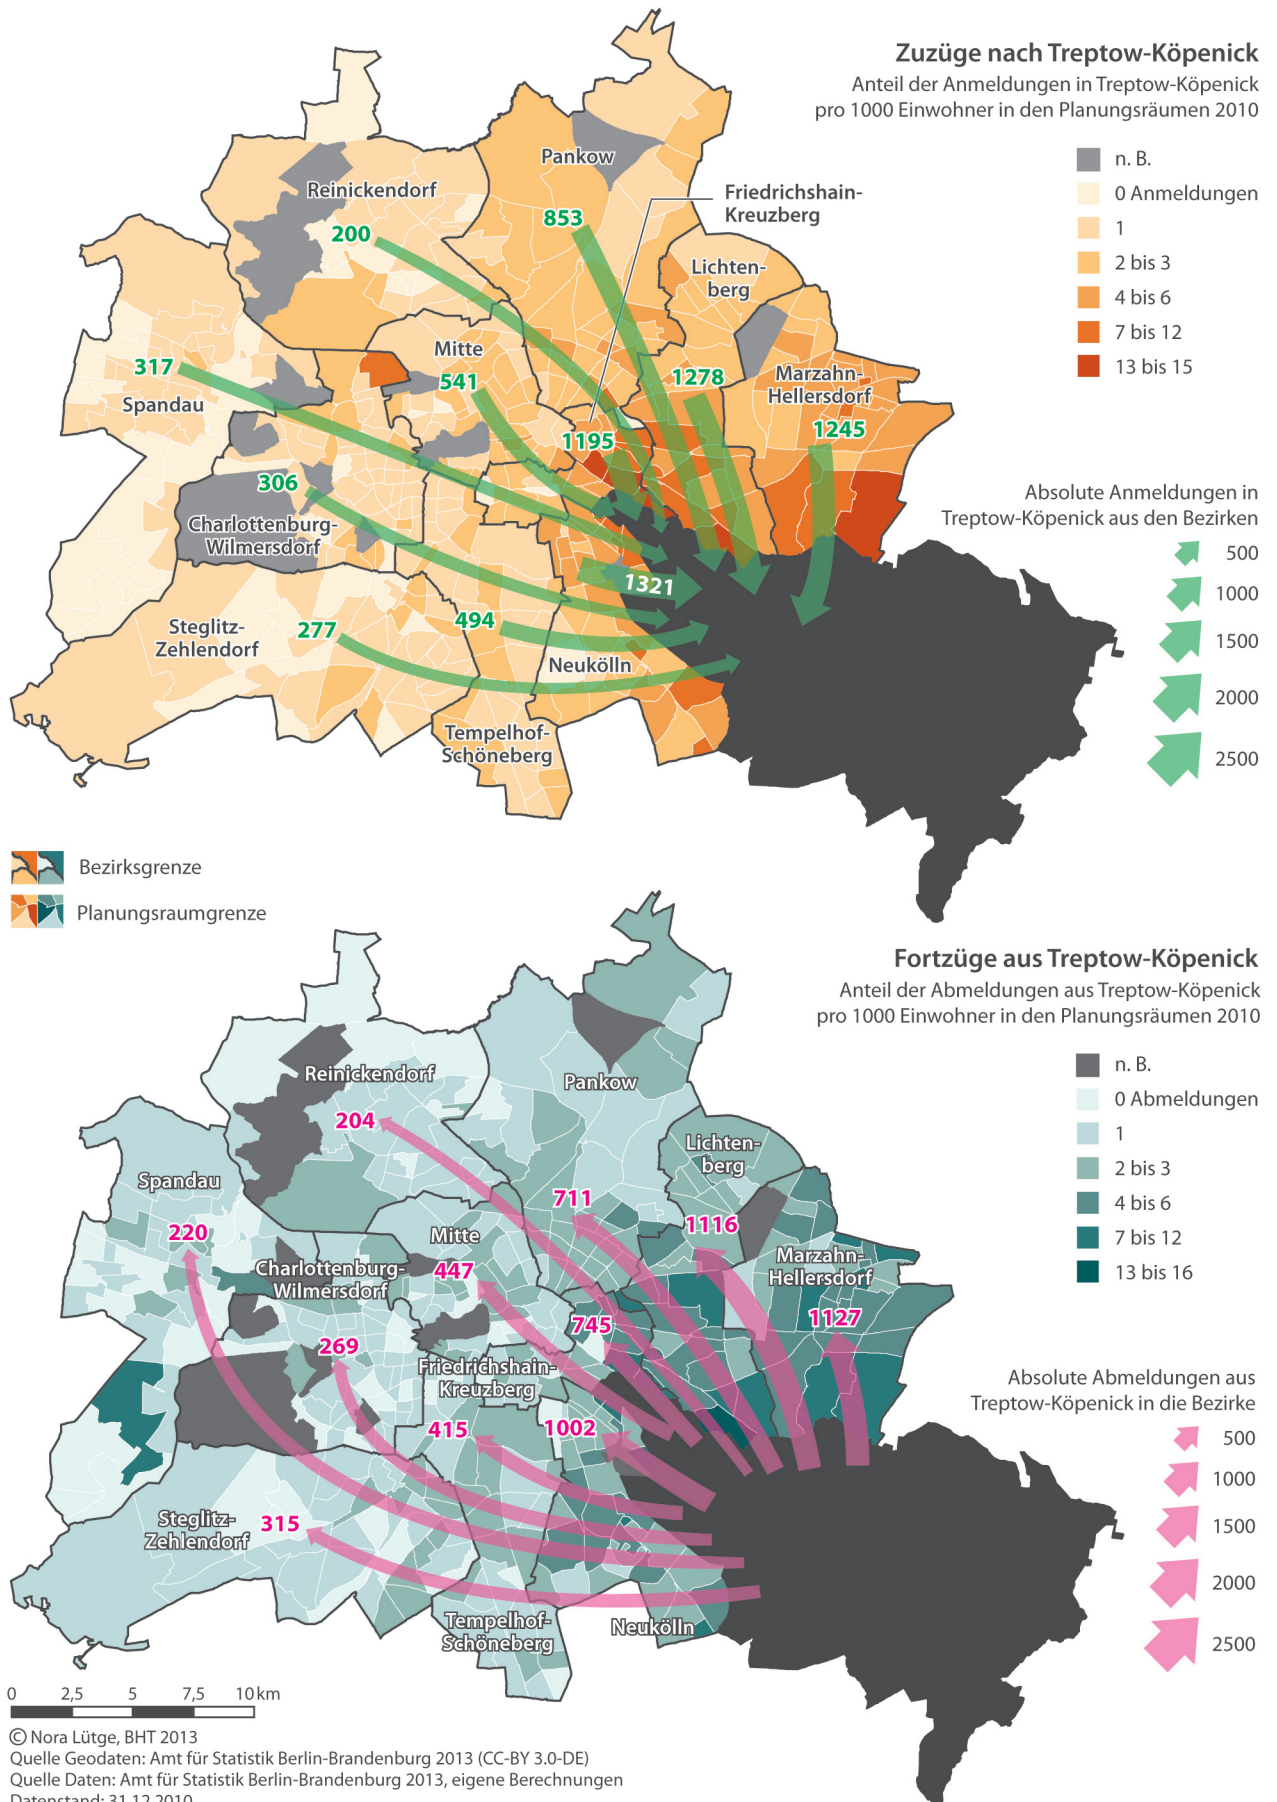 Zuzüge nach Treptow-Köpenick
Anteil der Anmeldungen in Treptow-Köpenick
pro 1000 Einwohner in den Planungsräumen 2010
n. B.
0 Anmeldungen
1
2 bis 3
4 bis 6
7 bis 12
13 bis 15
Pankow
853
Reinickendorf
200
Friedrichshain-
Kreuzberg
Lichten-
berg
1278
Mitte
541
317
Spandau
Marzahn-
Hellersdorf
1245
1195
306
Charlottenburg-
Wilmersdorf
1321
Steglitz-
Zehlendorf
277
494
Neukölln
Tempelhof-
Schöneberg
Absolute Anmeldungen in
Treptow-Köpenick aus den Bezirken
500
1000
1500
2000
2500
Bezirksgrenze
Planungsraumgrenze
Fortzüge aus Treptow-Köpenick
Anteil der Abmeldungen aus Treptow-Köpenick
pro 1000 Einwohner in den Planungsräumen 2010
n. B.
0 Abmeldungen
1
2 bis 3
4 bis 6
7 bis 12
13 bis 16
Reinickendorf
204
Pankow
711
Lichten-
berg
1116
Spandau
220
Mitte
447
Charlottenburg-
Wilmersdorf
269
Marzahn-
Hellersdorf
1127
745
Friedrichshain-
Kreuzberg
415
1002
Steglitz-
Zehlendorf
315
Tempelhof-
Schöneberg
Neukölln
Absolute Abmeldungen aus
Treptow-Köpenick in die Bezirke
500
1000
1500
2000
2500
0 2,5 5 7,5 10 km
© Nora Lütge, BHT 2013
Quelle Geodaten: Amt für Statistik Berlin-Brandenburg 2013 (CC-BY 3.0-DE)
Quelle Daten: Amt für Statistik Berlin-Brandenburg 2013, eigene Berechnungen
Datenstand: 31.12.2010